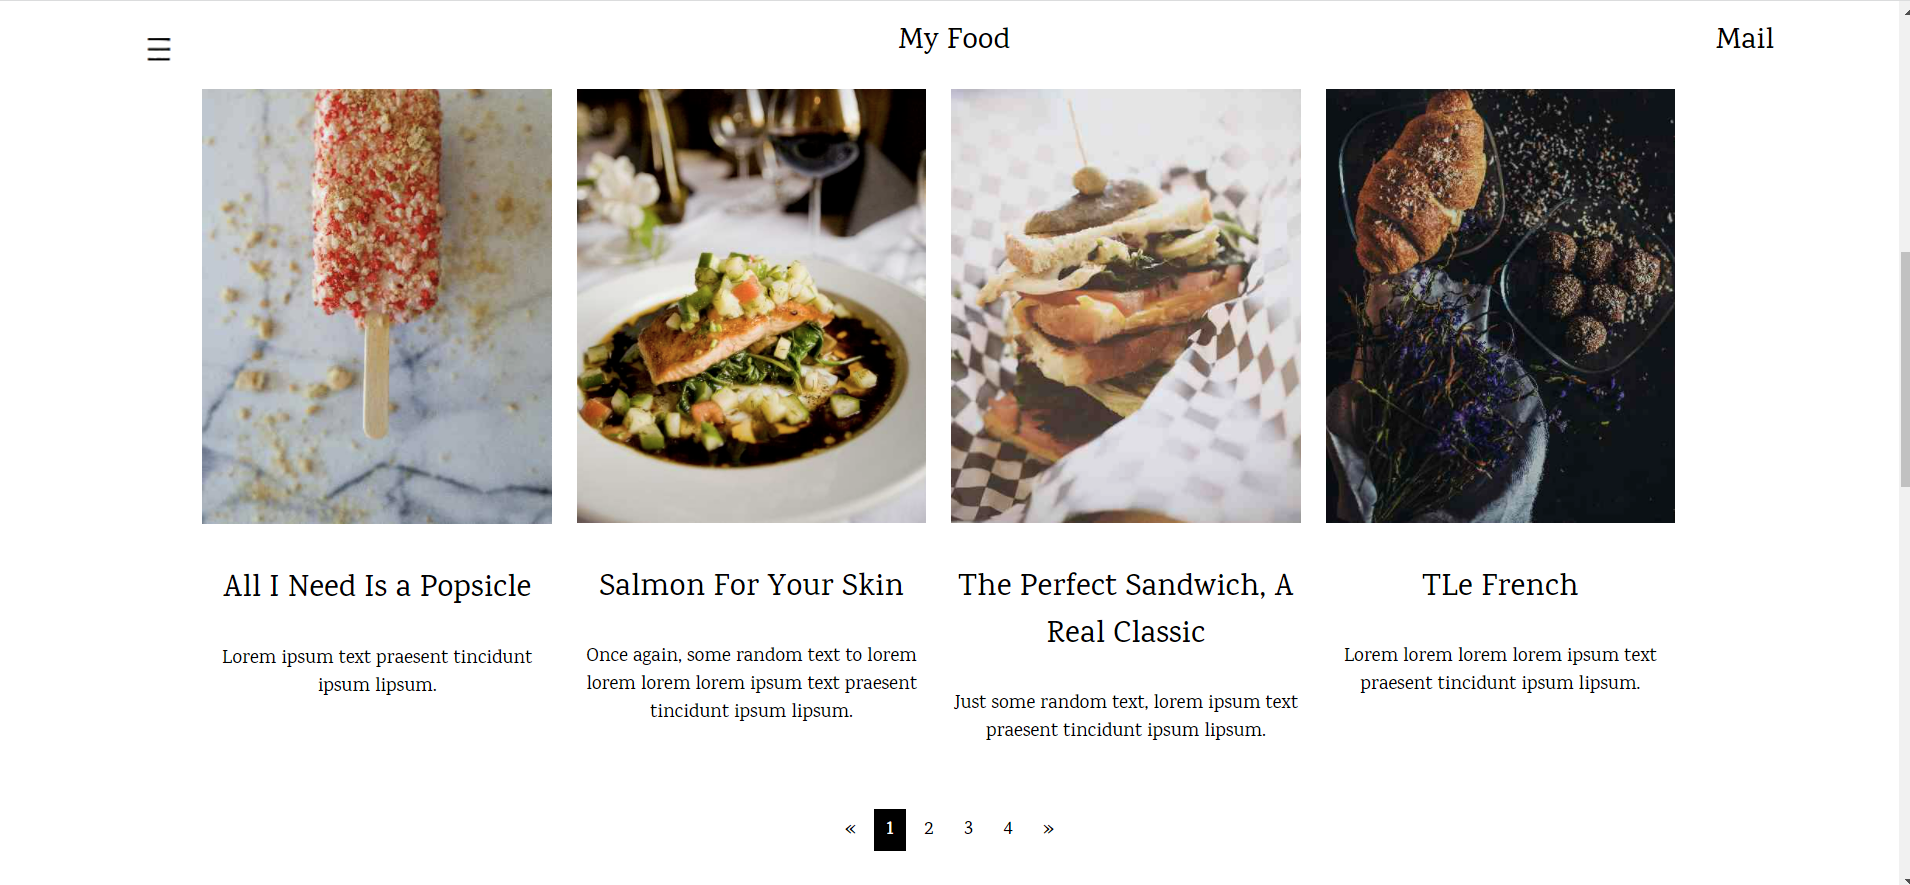 ☰ My Food Mail
All I Need Is a Popsicle
Lorem ipsum text praesent tincidunt
ipsum lipsum.
Salmon For Your Skin
Once again, some random text to lorem
lorem lorem lorem ipsum text praesent
tincidunt ipsum lipsum.
The Perfect Sandwich, A
Real Classic
Just some random text, lorem ipsum text
praesent tincidunt ipsum lipsum.
TLe French
Lorem lorem lorem lorem ipsum text
praesent tincidunt ipsum lipsum.
« 1 2 3 4 »